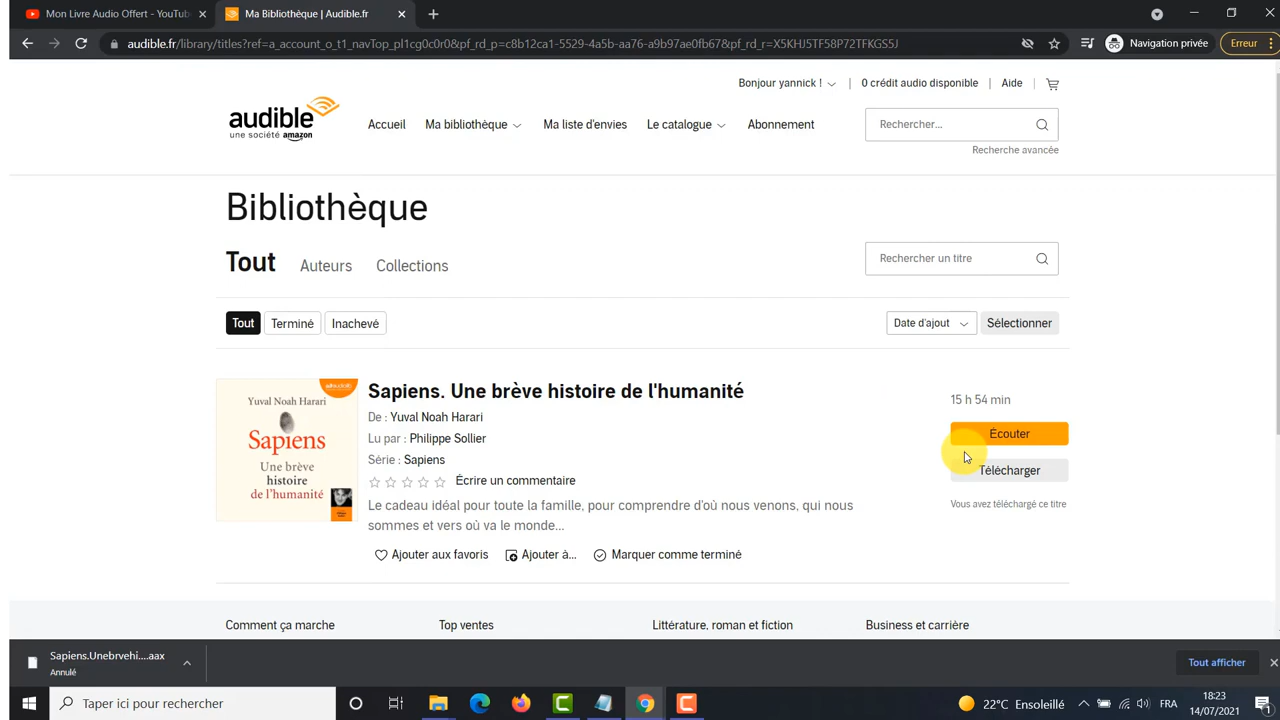 Mon Livre Audio Offert - YouTub
Ma Bibliothèque | Audible.fr
audible.fr/library/titles?ref=a_account_o_t1_navTop_pl1cg0c0r08&pf_rd_p=c8b12ca1-5529-4a5b-aa76-a9b97ae0fb67&pf_rd_r=X5KHJ5TF58P72TFKGS5J
Navigation privée
Erreur
Bonjour yannick !
0 crédit audio disponible
Aide
audible
une société amazon
Accueil
Ma bibliothèque
Ma liste d'envies
Le catalogue
Abonnement
Rechercher...
Recherche avancée
Bibliothèque
Tout
Auteurs
Collections
Rechercher un titre
Tout
Terminé
Inachevé
Date d'ajout
Sélectionner
audiolib
Yuval Noah Harari
Sapiens
Une brève
histoire
de l'humanité
Sapiens. Une brève histoire de l'humanité
De : Yuval Noah Harari
Lu par : Philippe Sollier
Série : Sapiens
Écrire un commentaire
Le cadeau idéal pour toute la famille, pour comprendre d'où nous venons, qui nous
sommes et vers où va le monde...
Ajouter aux favoris
Ajouter à...
Marquer comme terminé
15 h 54 min
Écouter
Télécharger
Vous avez téléchargé ce titre
Comment ça marche
Top ventes
Littérature, roman et fiction
Business et carrière
Sapiens.Unebrvehi....aax
Annulé
Tout afficher
Taper ici pour rechercher
22°C Ensoleillé
FRA
18:23
14/07/2021
1